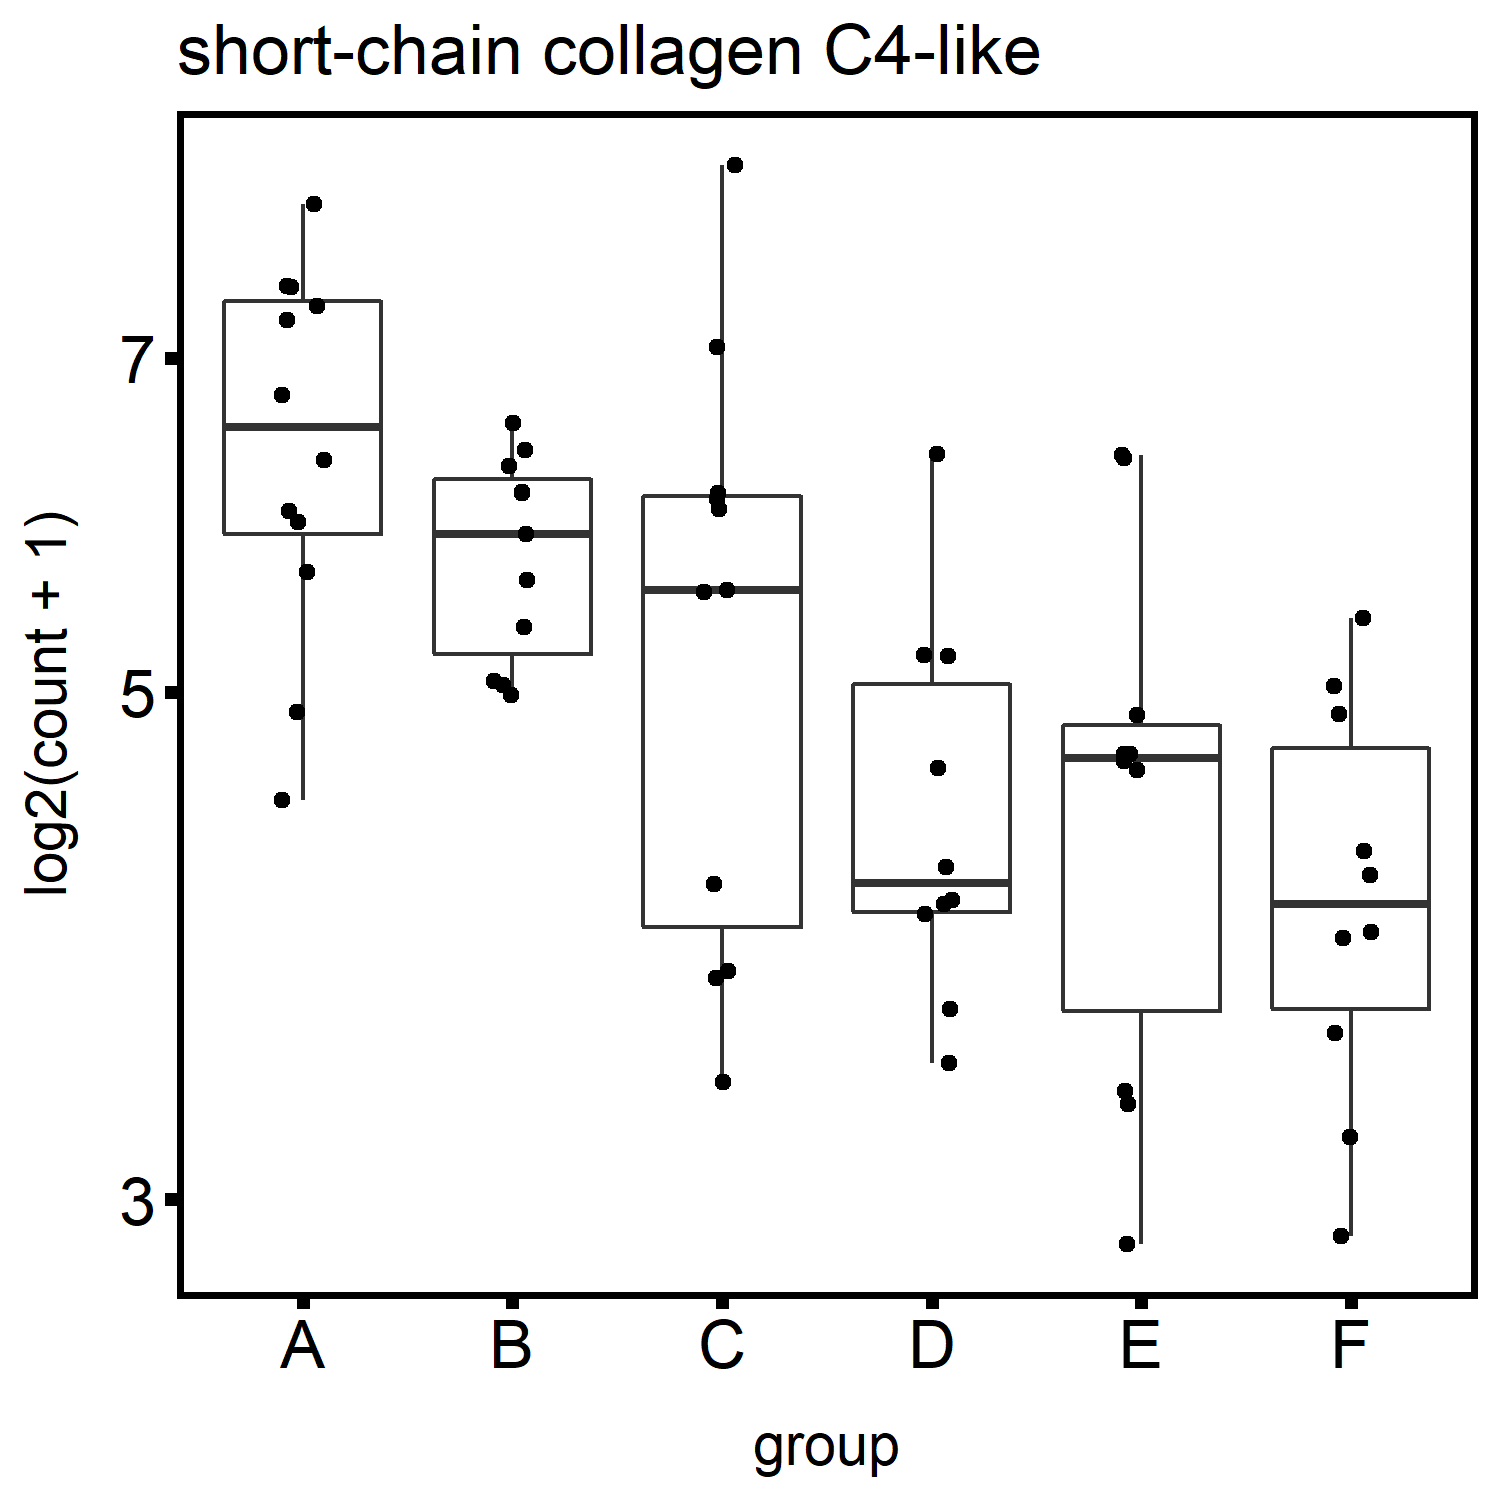 short-chain collagen C4-like
log2(count + 1)
7
5
3
A B C D E F
group